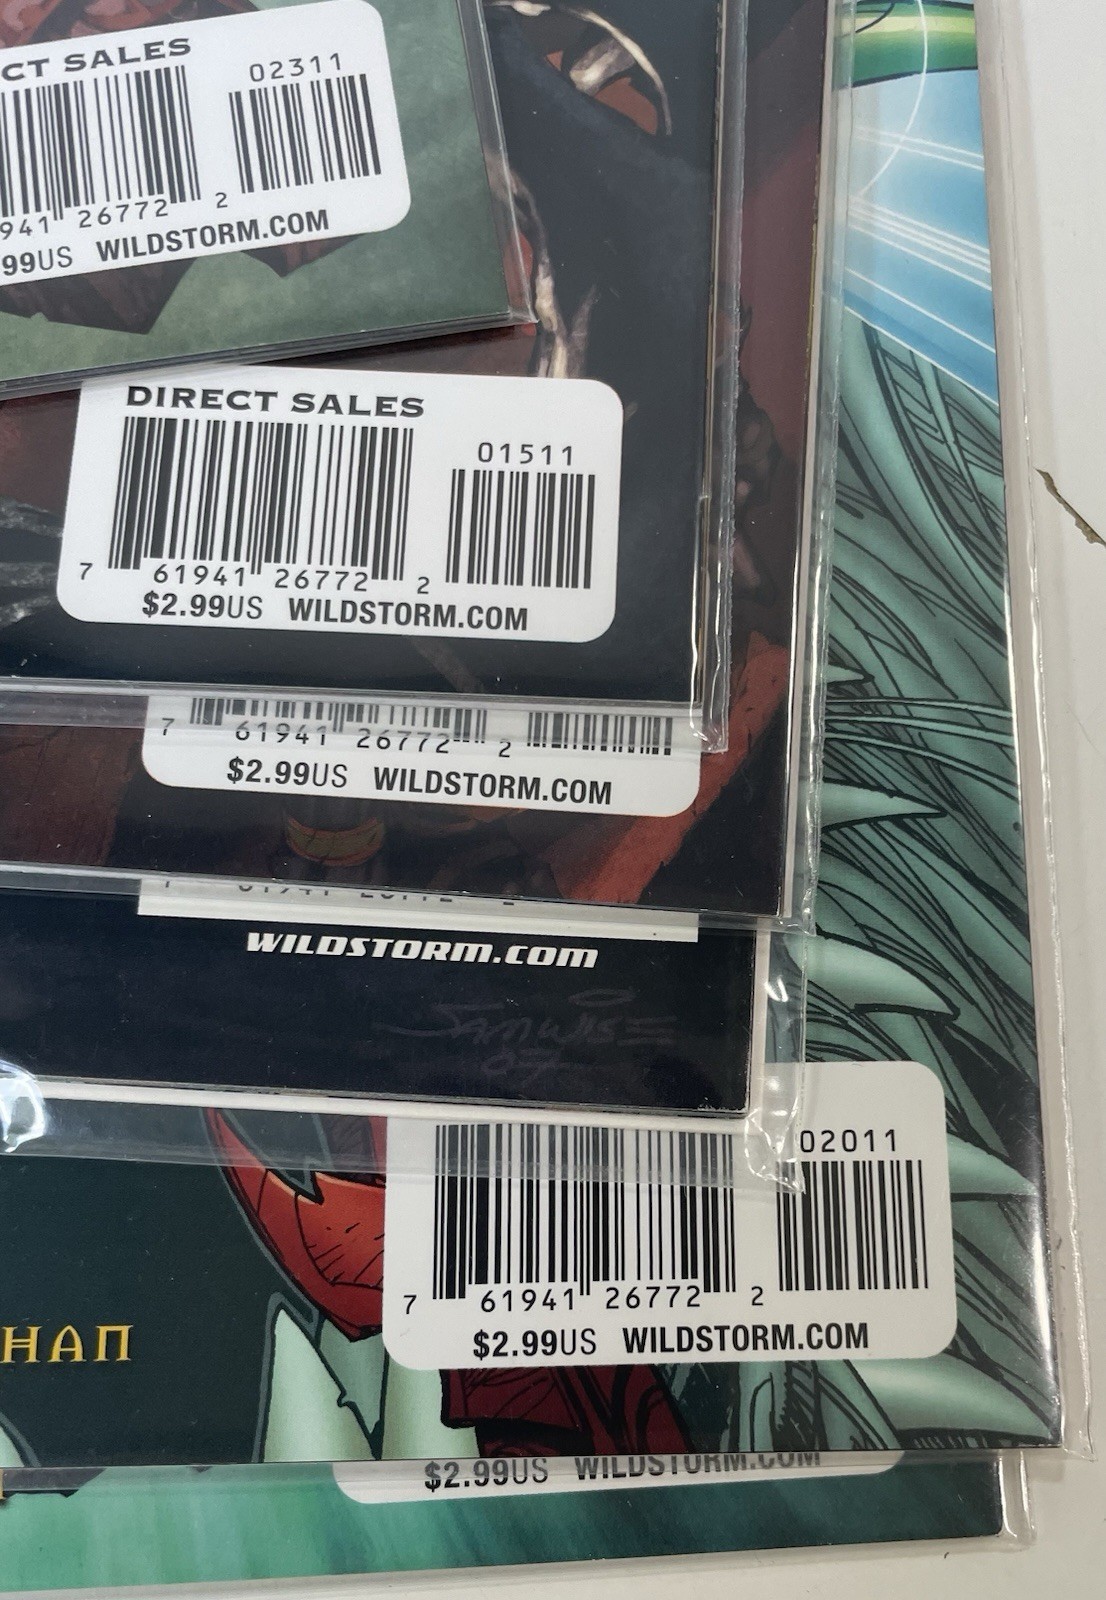 CT SALES
02311
941 26772 2
99US WILDSTORM.COM
DIRECT SALES
01511
7 61941 26772 2
$2.99US WILDSTORM.COM
7 61941 26772 2
$2.99US WILDSTORM.COM
WILDSTORM.COM
SAMWISE
07
02011
7 61941 26772 2
$2.99US WILDSTORM.COM
HAN
$2.99US WILDSTORM.COM